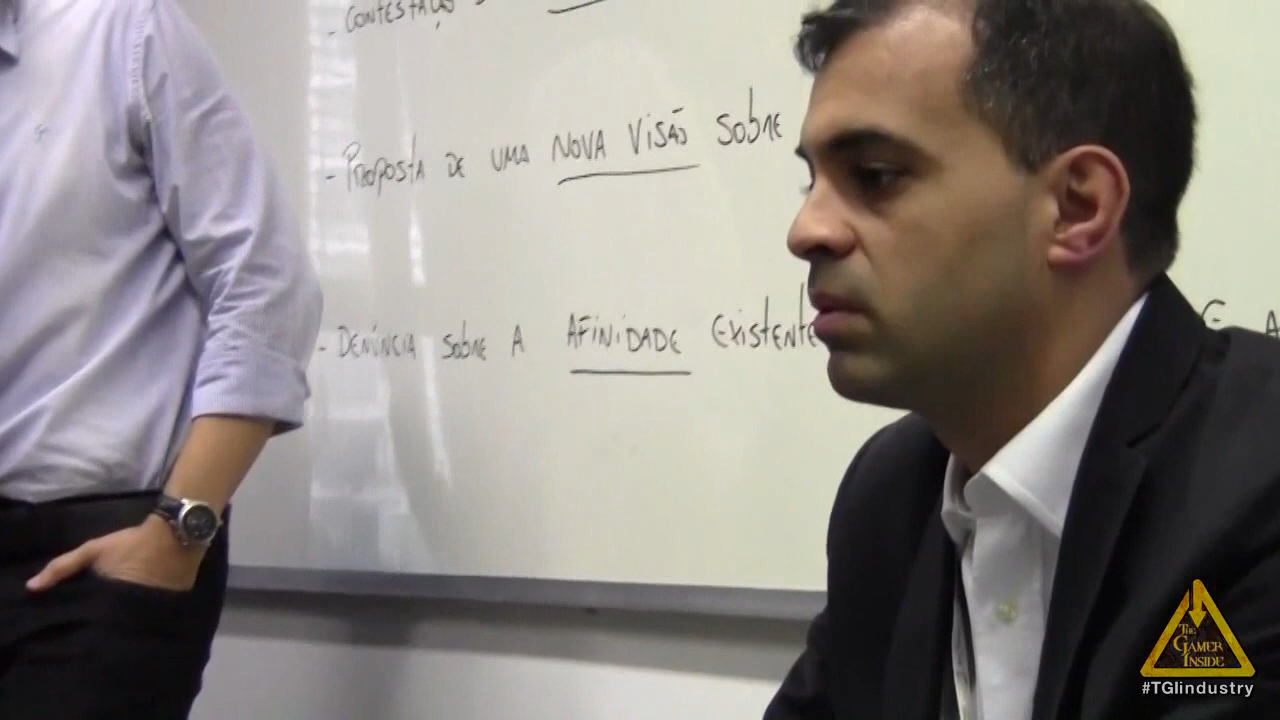 - CONTESTAÇÃO
- PROPOSTA DE UMA NOVA VISÃO SOBRE
- DENÚNCIA SOBRE A AFINIDADE EXISTENTE E A
THE
GAMER
INSIDE
#TGIindustry